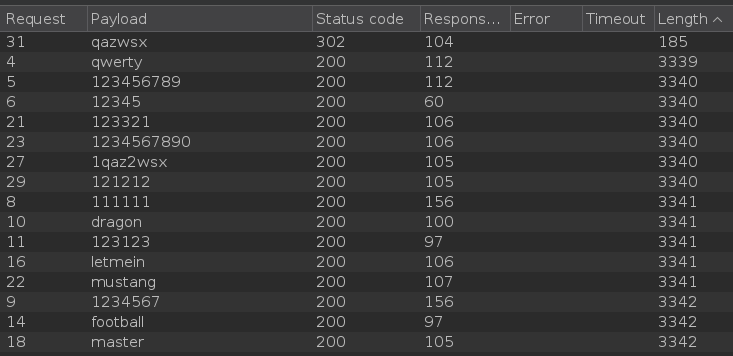 Request Payload Status code Respons... Error Timeout Length
31 qazwsx 302 104 185
4 qwerty 200 112 3339
5 123456789 200 112 3340
6 12345 200 60 3340
21 123321 200 106 3340
23 1234567890 200 106 3340
27 1qaz2wsx 200 105 3340
29 121212 200 105 3340
8 111111 200 156 3341
10 dragon 200 100 3341
11 123123 200 97 3341
16 letmein 200 106 3341
22 mustang 200 107 3341
9 1234567 200 156 3342
14 football 200 97 3342
18 master 200 105 3342